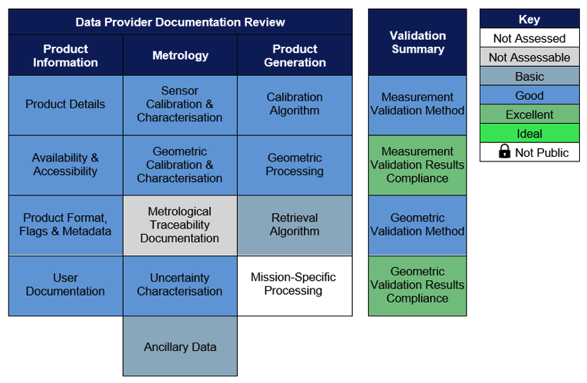 Data Provider Documentation Review
Product
Information
Metrology
Product
Generation
Product Details
Sensor
Calibration &
Characterisation
Calibration
Algorithm
Availability &
Accessibility
Geometric
Calibration &
Characterisation
Geometric
Processing
Product Format,
Flags & Metadata
Metrological
Traceability
Documentation
Retrieval
Algorithm
User
Documentation
Uncertainty
Characterisation
Mission-Specific
Processing
Ancillary Data
Validation
Summary
Measurement
Validation Method
Measurement
Validation Results
Compliance
Geometric
Validation Method
Geometric
Validation Results
Compliance
Key
Not Assessed
Not Assessable
Basic
Good
Excellent
Ideal
Not Public